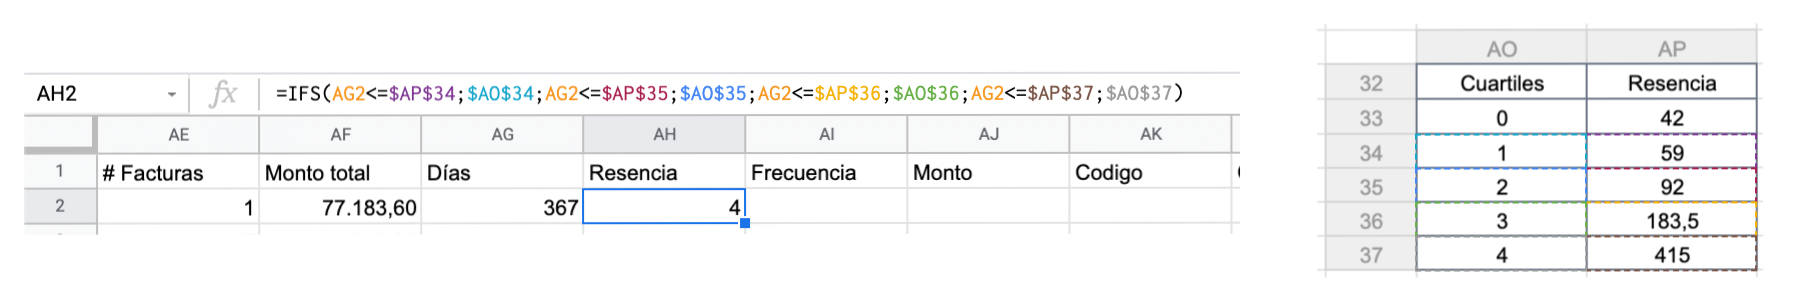 AH2 fx =IFS(AG2<=$AP$34;$AO$34;AG2<=$AP$35;$AO$35;AG2<=$AP$36;$AO$36;AG2<=$AP$37;$AO$37)
AE AF AG AH AI AJ AK
1 # Facturas Monto total Días Resencia Frecuencia Monto Codigo
2 1 77.183,60 367 4
AO AP
32 Cuartiles Resencia
33 0 42
34 1 59
35 2 92
36 3 183,5
37 4 415